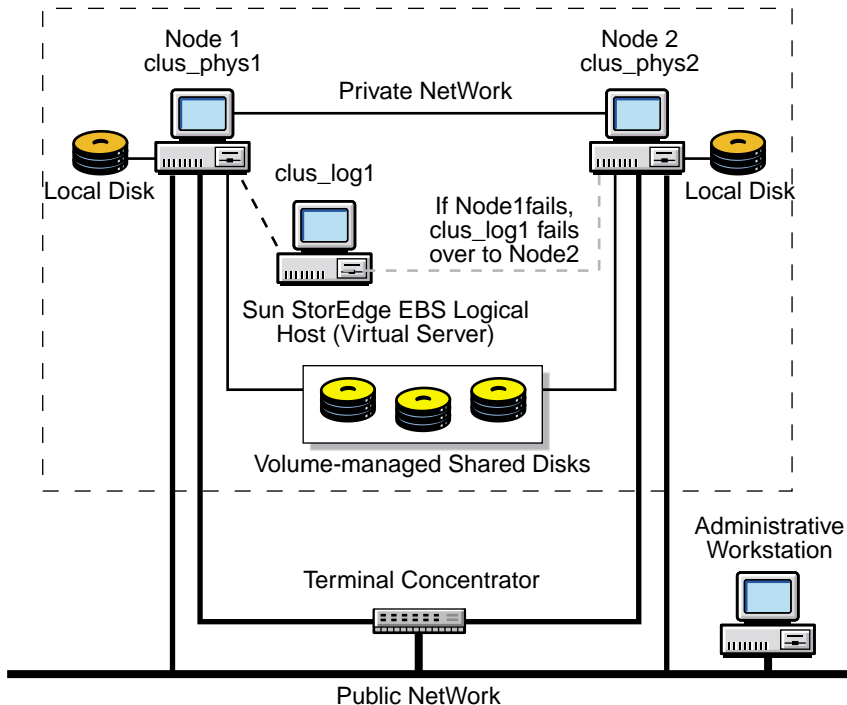 Node 1
clus_phys1
Node 2
clus_phys2
Private NetWork
Local Disk
clus_log1
Local Disk
If Node1fails,
clus_log1 fails
over to Node2
Sun StorEdge EBS Logical
Host (Virtual Server)
Volume-managed Shared Disks
Administrative
Workstation
Terminal Concentrator
Public NetWork